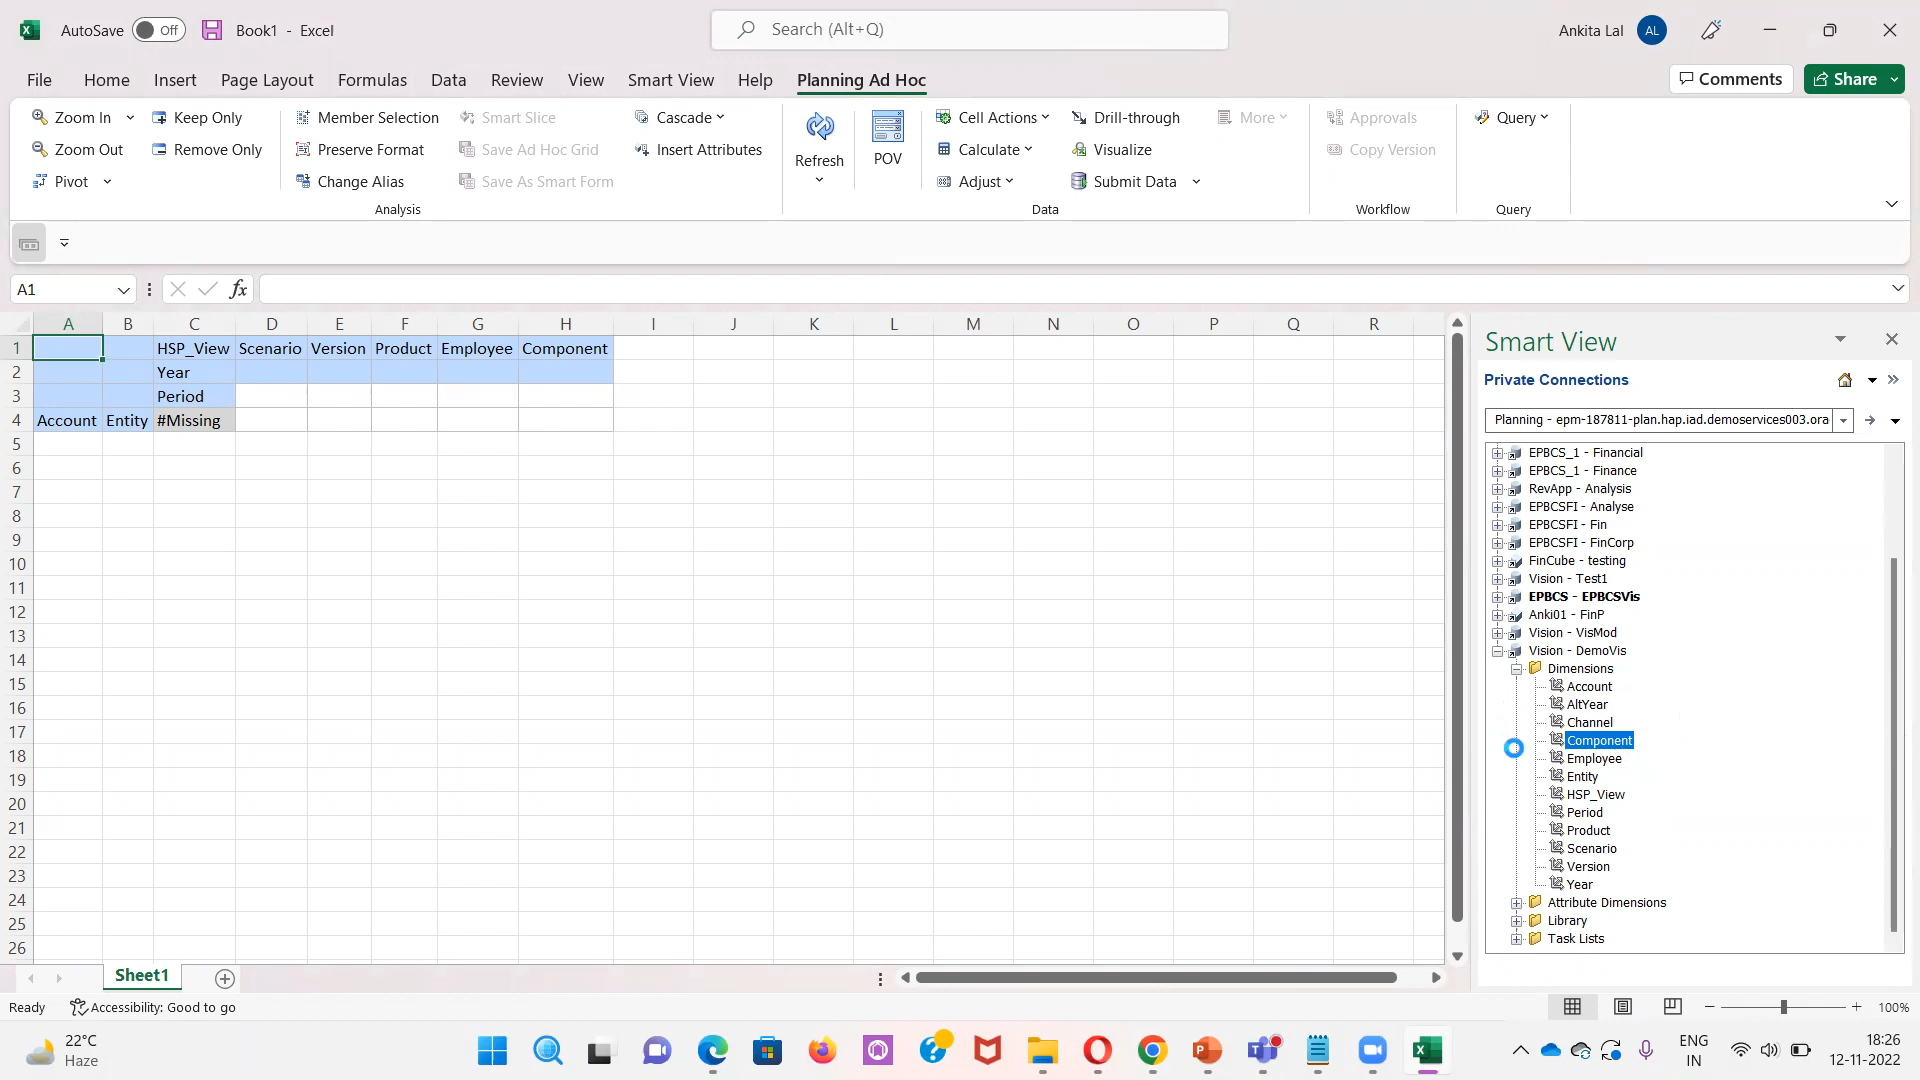 AutoSave Off Book1 - Excel Search (Alt+Q) Ankita Lal AL
File Home Insert Page Layout Formulas Data Review View Smart View Help Planning Ad Hoc Comments Share
Zoom In Keep Only Member Selection Smart Slice Cascade Refresh POV Cell Actions Drill-through More Approvals Query
Zoom Out Remove Only Preserve Format Save Ad Hoc Grid Insert Attributes Calculate Visualize Copy Version
Pivot Change Alias Save As Smart Form Adjust Submit Data
Analysis Data Workflow Query
A1 fx
A B C D E F G H I J K L M N O P Q R
1 HSP_View Scenario Version Product Employee Component
2 Year
3 Period
4 Account Entity #Missing
5
6
7
8
9
10
11
12
13
14
15
16
17
18
19
20
21
22
23
24
25
26
Smart View
Private Connections
Planning - epm-187811-plan.hap.iad.demoservices003.ora
EPBCS_1 - Financial
EPBCS_1 - Finance
RevApp - Analysis
EPBCSFI - Analyse
EPBCSFI - Fin
EPBCSFI - FinCorp
FinCube - testing
Vision - Test1
EPBCS - EPBCSVis
Anki01 - FinP
Vision - VisMod
Vision - DemoVis
Dimensions
Account
AltYear
Channel
Component
Employee
Entity
HSP_View
Period
Product
Scenario
Version
Year
Attribute Dimensions
Library
Task Lists
Sheet1
Ready Accessibility: Good to go 100%
22°C
Haze
ENG
IN
18:26
12-11-2022